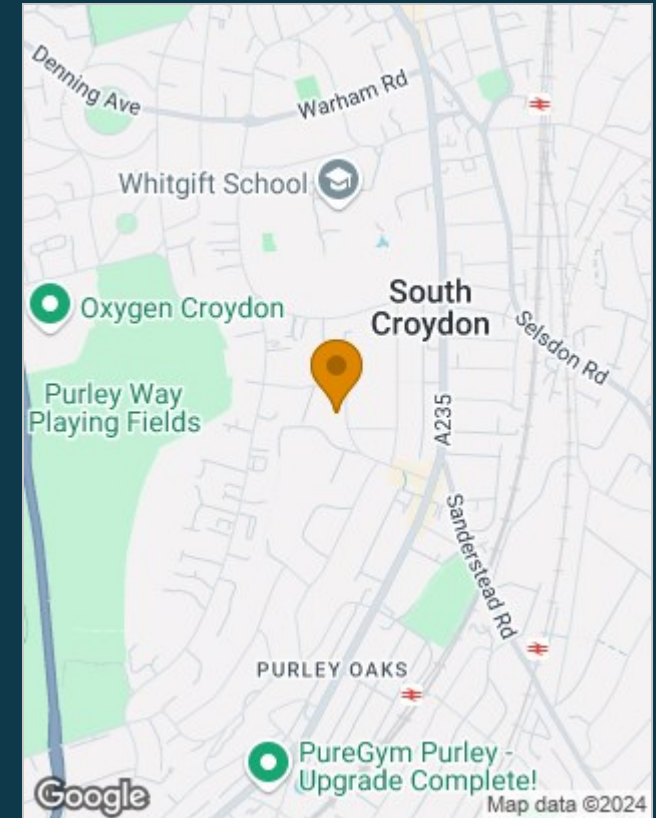 Denning Ave
Warham Rd
Whitgift School
South
Croydon
Oxygen Croydon
Selsdon Rd
Purley Way
Playing Fields
A235
Sanderstead Rd
PURLEY OAKS
PureGym Purley -
Upgrade Complete!
Google
Map data ©2024